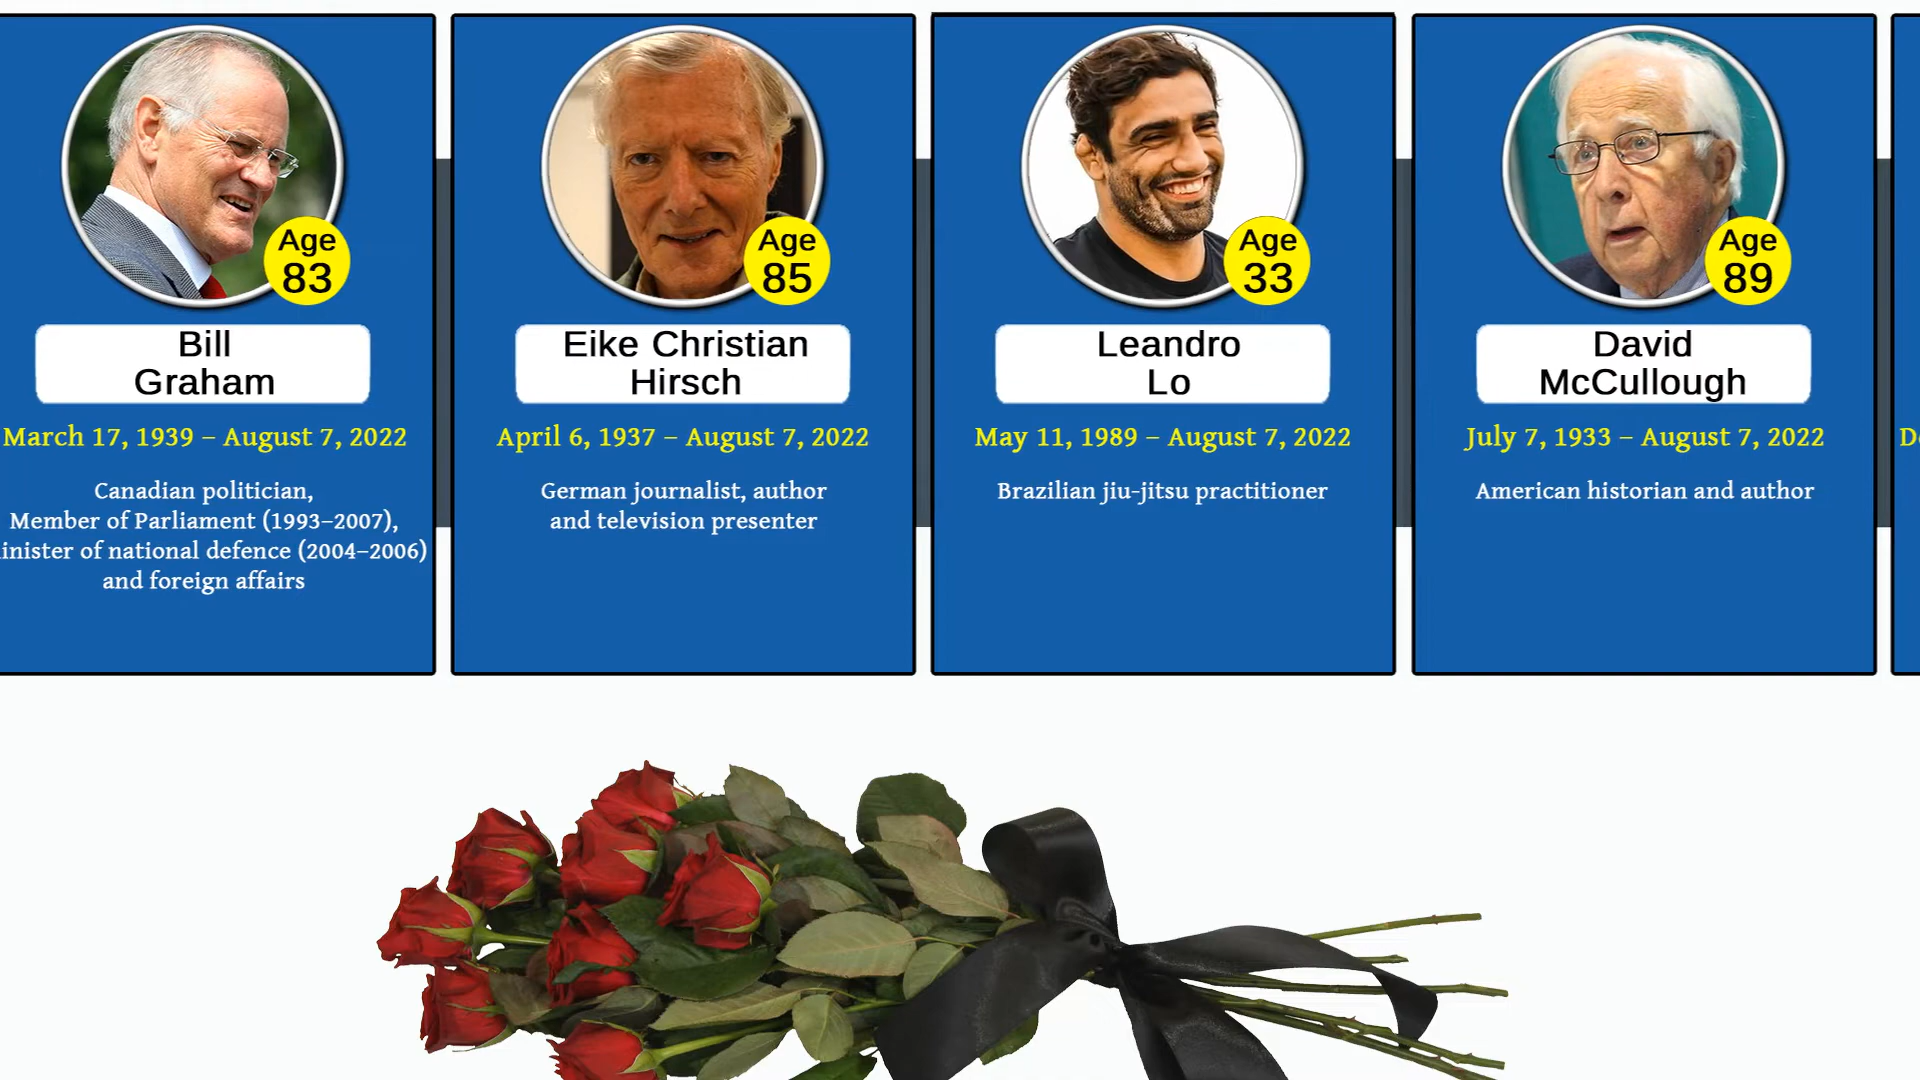 Age
83
Bill
Graham
March 17, 1939 – August 7, 2022
Canadian politician,
Member of Parliament (1993–2007),
inister of national defence (2004–2006)
and foreign affairs
Age
85
Eike Christian
Hirsch
April 6, 1937 – August 7, 2022
German journalist, author
and television presenter
Age
33
Leandro
Lo
May 11, 1989 – August 7, 2022
Brazilian jiu-jitsu practitioner
Age
89
David
McCullough
July 7, 1933 – August 7, 2022
American historian and author